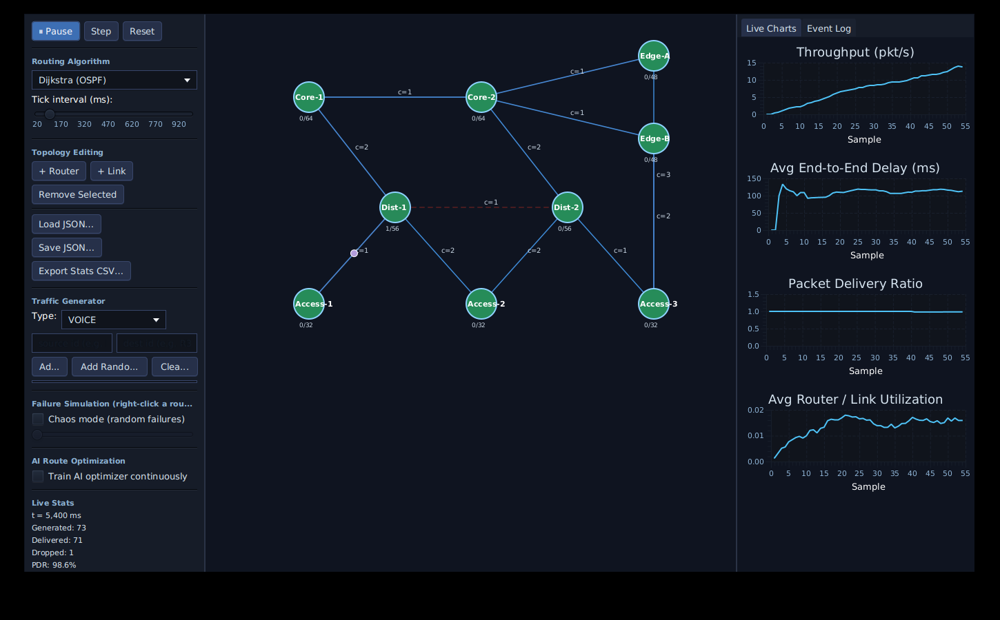 Pause
Step
Reset
Routing Algorithm
Dijkstra (OSPF)
Tick interval (ms):
20 170 320 470 620 770 920
Topology Editing
+ Router
+ Link
Remove Selected
Load JSON...
Save JSON...
Export Stats CSV...
Traffic Generator
Type:
VOICE
Ad...
Add Rando...
Clea...
Failure Simulation (right-click a rou...
Chaos mode (random failures)
AI Route Optimization
Train AI optimizer continuously
Live Stats
t = 5,400 ms
Generated: 73
Delivered: 71
Dropped: 1
PDR: 98.6%
Edge-A
0/48
c=1
Core-1
0/64
c=1
Core-2
0/64
c=1
Edge-B
0/48
c=2
c=2
c=3
Dist-1
1/56
c=1
Dist-2
0/56
c=2
c=1
c=2
c=2
c=1
Access-1
0/32
Access-2
0/32
Access-3
0/32
Live Charts
Event Log
Throughput (pkt/s)
15
10
5
0
0 5 10 15 20 25 30 35 40 45 50 55
Sample
Avg End-to-End Delay (ms)
150
100
50
0
0 5 10 15 20 25 30 35 40 45 50 55
Sample
Packet Delivery Ratio
1.5
1.0
0.5
0.0
0 5 10 15 20 25 30 35 40 45 50 55
Sample
Avg Router / Link Utilization
0.02
0.01
0.00
0 5 10 15 20 25 30 35 40 45 50 55
Sample